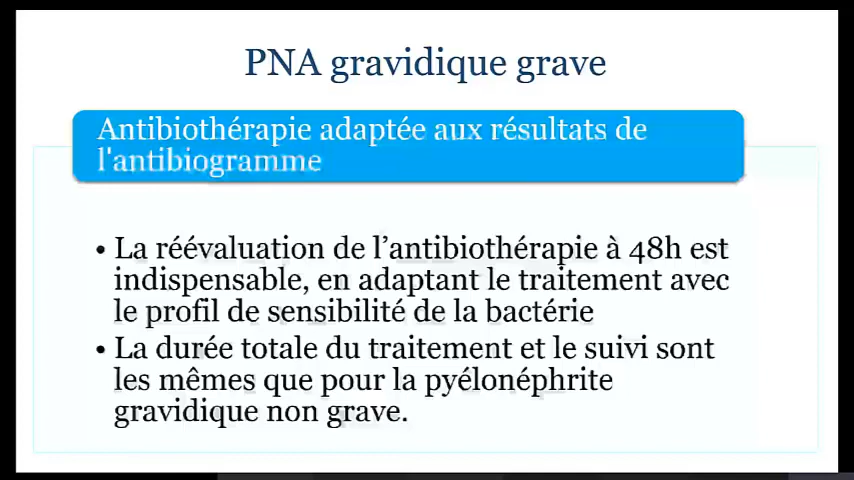 PNA gravidique grave
Antibiothérapie adaptée aux résultats de
l'antibiogramme
• La réévaluation de l’antibiothérapie à 48h est
indispensable, en adaptant le traitement avec
le profil de sensibilité de la bactérie
• La durée totale du traitement et le suivi sont
les mêmes que pour la pyélonéphrite
gravidique non grave.